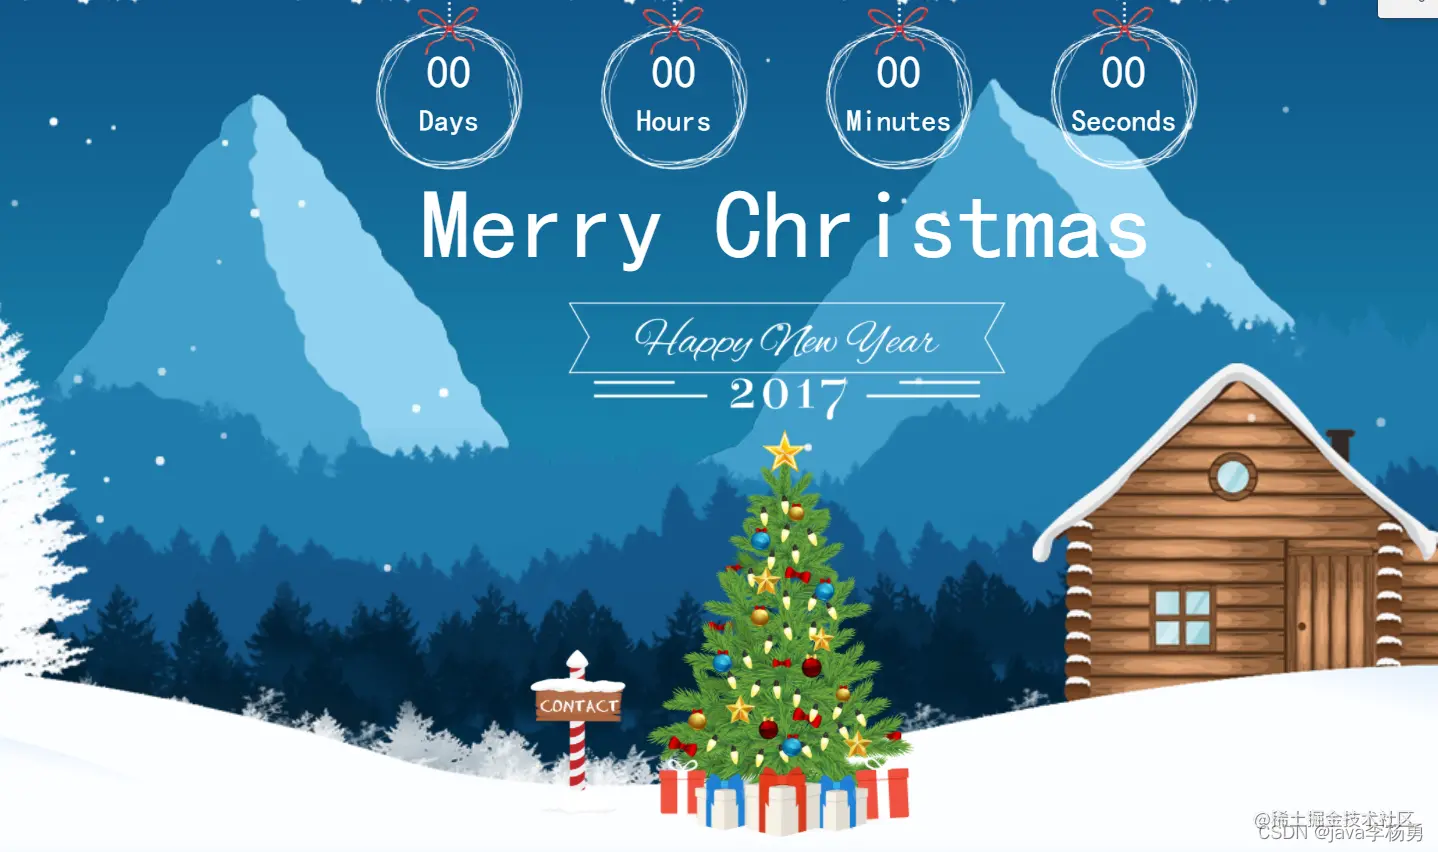 00 00 00 00
Days Hours Minutes Seconds
Merry Christmas
Happy New Year
2017
CONTACT
@稀土掘金技术社区
CSDN @java李杨勇